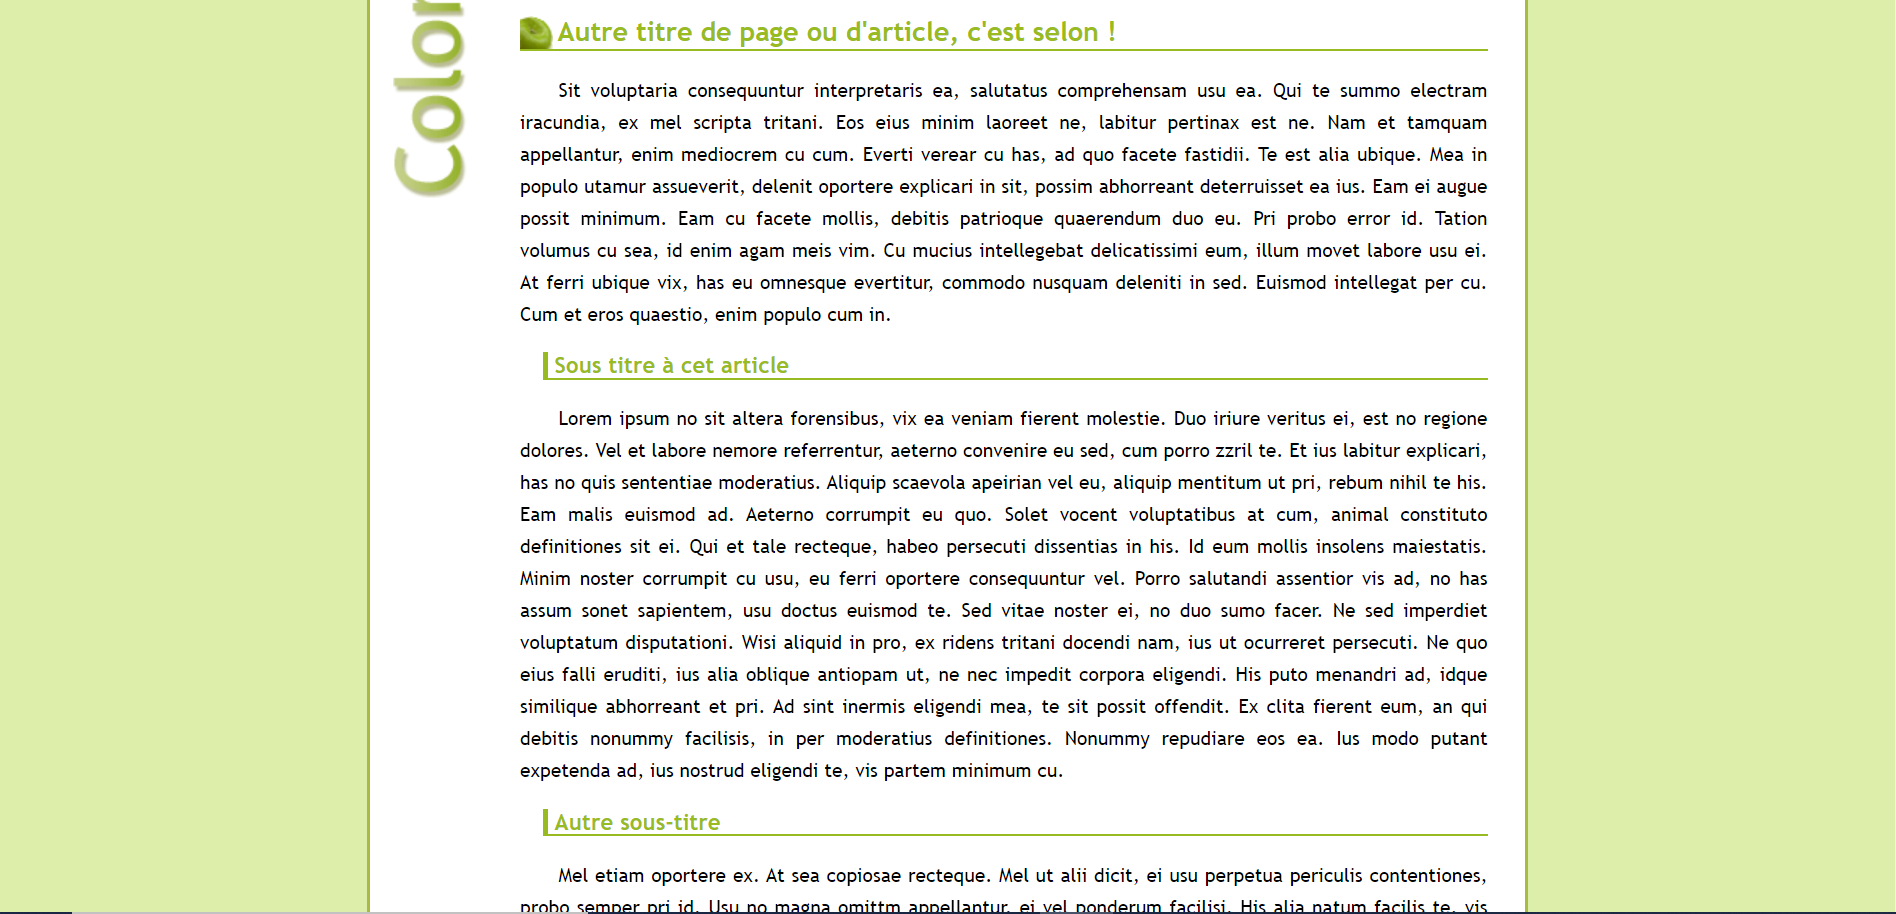 Color
Autre titre de page ou d'article, c'est selon !
Sit voluptaria consequuntur interpretaris ea, salutatus comprehensam usu ea. Qui te summo electram
iracundia, ex mel scripta tritani. Eos eius minim laoreet ne, labitur pertinax est ne. Nam et tamquam
appellantur, enim mediocrem cu cum. Everti verear cu has, ad quo facete fastidii. Te est alia ubique. Mea in
populo utamur assueverit, delenit oportere explicari in sit, possim abhorreant deterruisset ea ius. Eam ei augue
possit minimum. Eam cu facete mollis, debitis patrioque quaerendum duo eu. Pri probo error id. Tation
volumus cu sea, id enim agam meis vim. Cu mucius intellegebat delicatissimi eum, illum movet labore usu ei.
At ferri ubique vix, has eu omnesque evertitur, commodo nusquam deleniti in sed. Euismod intellegat per cu.
Cum et eros quaestio, enim populo cum in.
Sous titre à cet article
Lorem ipsum no sit altera forensibus, vix ea veniam fierent molestie. Duo iriure veritus ei, est no regione
dolores. Vel et labore nemore referrentur, aeterno convenire eu sed, cum porro zzril te. Et ius labitur explicari,
has no quis sententiae moderatius. Aliquip scaevola apeirian vel eu, aliquip mentitum ut pri, rebum nihil te his.
Eam malis euismod ad. Aeterno corrumpit eu quo. Solet vocent voluptatibus at cum, animal constituto
definitiones sit ei. Qui et tale recteque, habeo persecuti dissentias in his. Id eum mollis insolens maiestatis.
Minim noster corrumpit cu usu, eu ferri oportere consequuntur vel. Porro salutandi assentior vis ad, no has
assum sonet sapientem, usu doctus euismod te. Sed vitae noster ei, no duo sumo facer. Ne sed imperdiet
voluptatum disputationi. Wisi aliquid in pro, ex ridens tritani docendi nam, ius ut ocurreret persecuti. Ne quo
eius falli eruditi, ius alia oblique antiopam ut, ne nec impedit corpora eligendi. His puto menandri ad, idque
similique abhorreant et pri. Ad sint inermis eligendi mea, te sit possit offendit. Ex clita fierent eum, an qui
debitis nonummy facilisis, in per moderatius definitiones. Nonummy repudiare eos ea. Ius modo putant
expetenda ad, ius nostrud eligendi te, vis partem minimum cu.
Autre sous-titre
Mel etiam oportere ex. At sea copiosae recteque. Mel ut alii dicit, ei usu perpetua periculis contentiones,
probo semper pri id. Usu no magna omittm appellantur, ei vel ponderum facilisi. His alia natum facilis te, vis